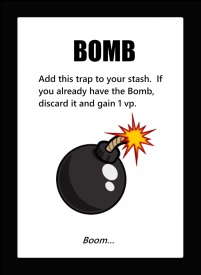 BOMB
Add this trap to your stash.  If
you already have the Bomb,
discard it and gain 1 vp.
Boom...